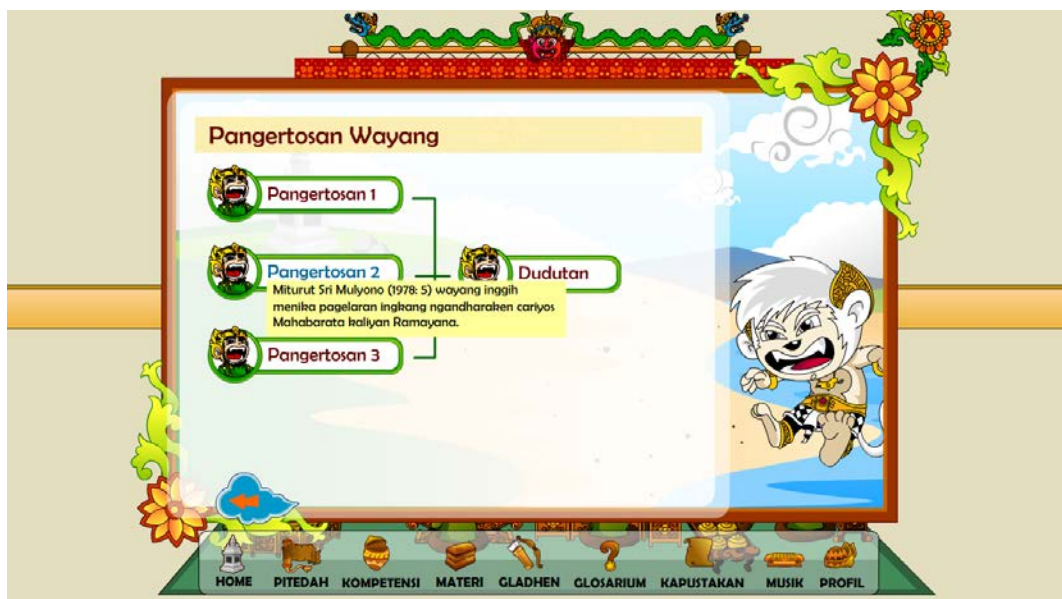 X
Pangertosan Wayang
Pangertosan 1
Pangertosan 2
Dudutan
Miturut Sri Mulyono (1978: 5) wayang inggih
menika pagelaran ingkang ngandharaken cariyos
Mahabarata kaliyan Ramayana.
Pangertosan 3
HOME PITEDAH KOMPETENSI MATERI GLADHEN GLOSARIUM KAPUSTAKAN MUSIK PROFIL